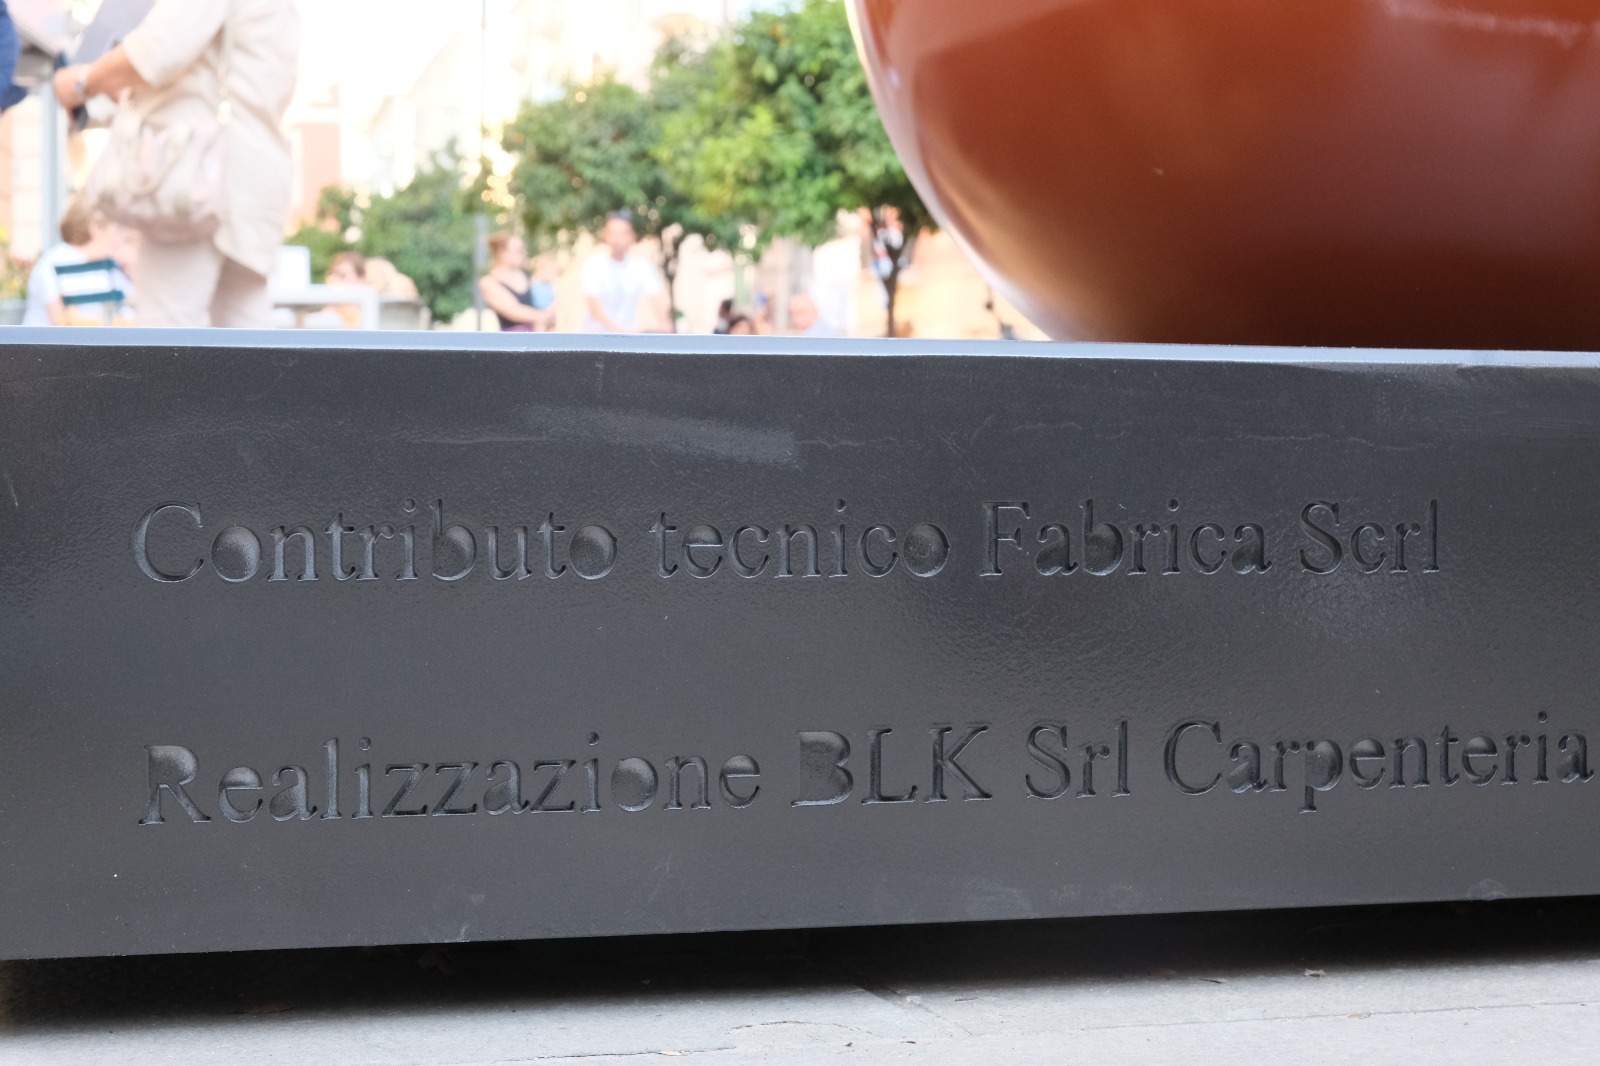 Contributo tecnico Fabrica Scrl
Realizzazione BLK Srl Carpenteria